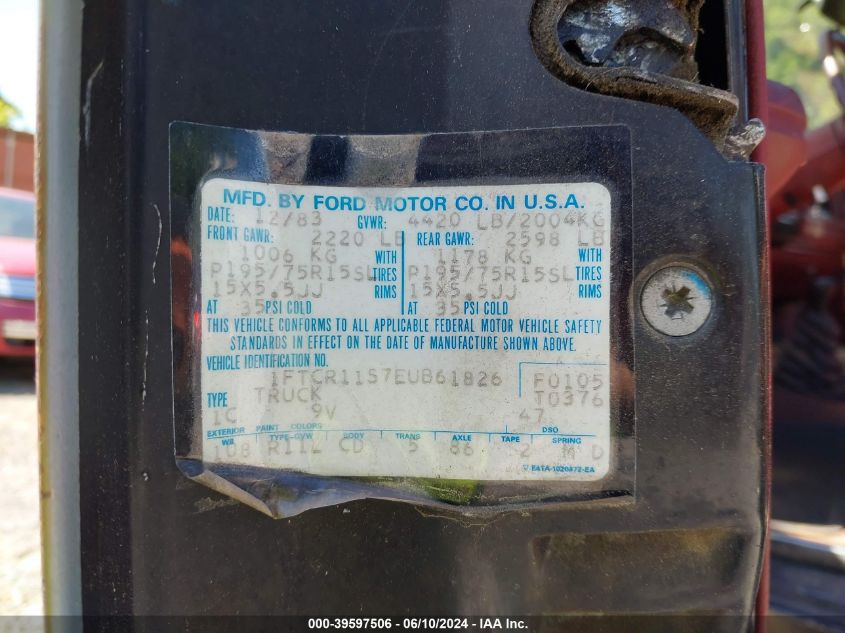 MFD. BY FORD MOTOR CO. IN U.S.A.
DATE: 12/83 GVWR: 4420 LB/2004KG
FRONT GAWR: 2220 LB REAR GAWR: 2598 LB
1006 KG WITH 1178 KG WITH
P195/75R15SL TIRES P195/75R15SL TIRES
15X5.5JJ RIMS 15X5.5JJ RIMS
AT 35 PSI COLD AT 35 PSI COLD
THIS VEHICLE CONFORMS TO ALL APPLICABLE FEDERAL MOTOR VEHICLE SAFETY
STANDARDS IN EFFECT ON THE DATE OF MANUFACTURE SHOWN ABOVE.
VEHICLE IDENTIFICATION NO.
1FTCR11S7EUB61826 F0105
TYPE TRUCK T0376
1C 9V 47
EXTERIOR PAINT COLORS DSO
WB TYPE-GVW BODY TRANS AXLE TAPE SPRING
108 R11L CD 5 86 2 M D
000-39597506 - 06/10/2024 - IAA Inc.